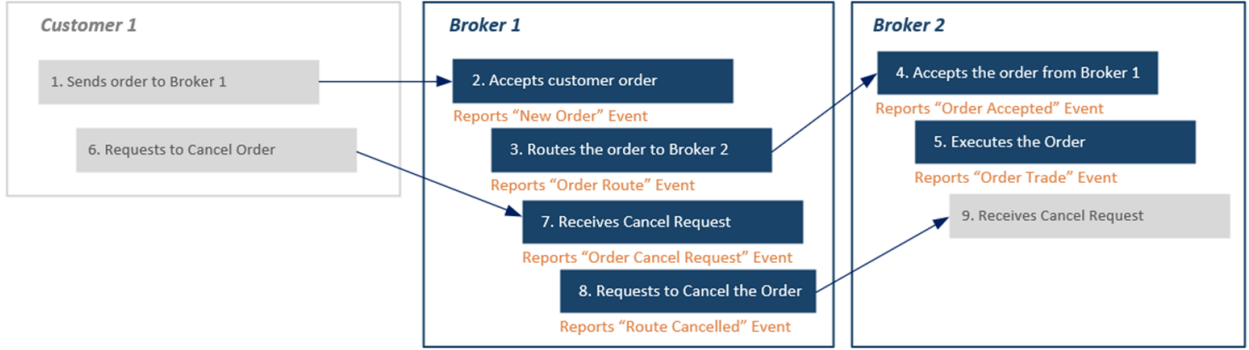 Customer 1
1. Sends order to Broker 1
6. Requests to Cancel Order
Broker 1
2. Accepts customer order
Reports “New Order” Event
3. Routes the order to Broker 2
Reports “Order Route” Event
7. Receives Cancel Request
Reports “Order Cancel Request” Event
8. Requests to Cancel the Order
Reports “Route Cancelled” Event
Broker 2
4. Accepts the order from Broker 1
Reports “Order Accepted” Event
5. Executes the Order
Reports “Order Trade” Event
9. Receives Cancel Request